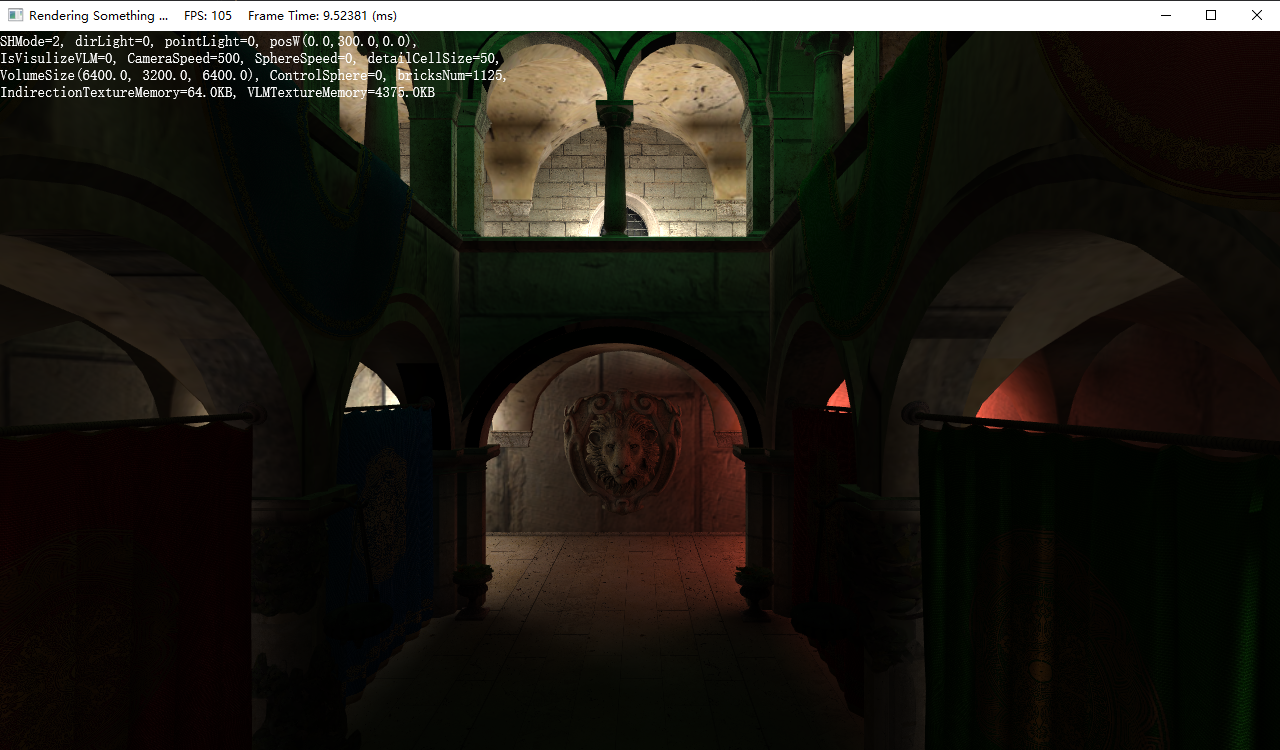 Rendering Something ... FPS: 105 Frame Time: 9.52381 (ms)
SHMode=2, dirLight=0, pointLight=0, posW(0.0,300.0,0.0),
IsVisulizeVLM=0, CameraSpeed=500, SphereSpeed=0, detailCellSize=50,
VolumeSize(6400.0, 3200.0, 6400.0), ControlSphere=0, bricksNum=1125,
IndirectionTextureMemory=64.0KB, VLMTextureMemory=4375.0KB